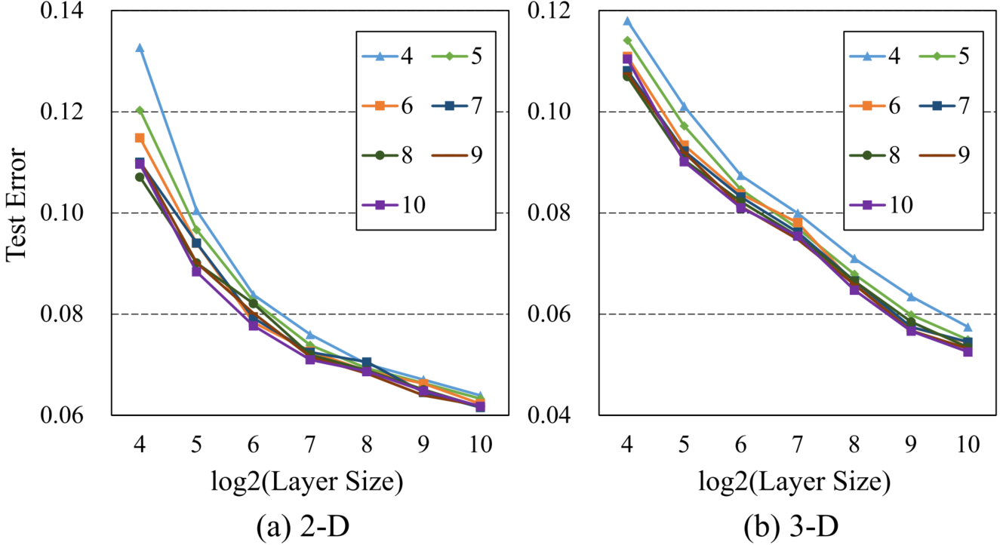 Test Error
0.14
0.12
0.10
0.08
0.06
4 5
6 7
8 9
10
4 5 6 7 8 9 10
log2(Layer Size)
(a) 2-D
0.12
0.10
0.08
0.06
0.04
4 5
6 7
8 9
10
4 5 6 7 8 9 10
log2(Layer Size)
(b) 3-D